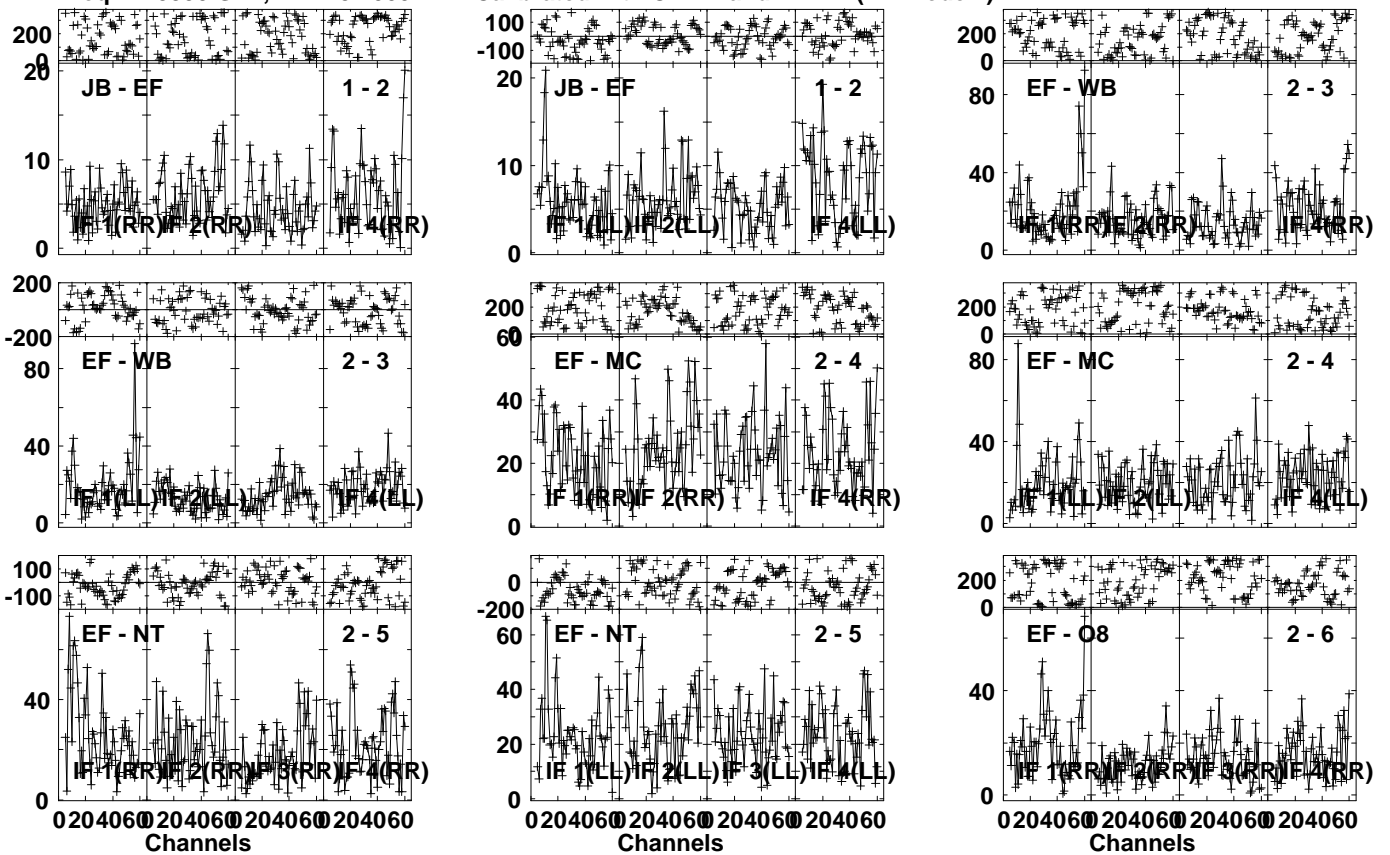 200
0
100
-100
200
0
20
10
0
JB - EF
1 - 2
IF 1(RR)
IF 2(RR)
IF 4(RR)
20
10
0
JB - EF
1 - 2
IF 1(LL)
IF 2(LL)
IF 4(LL)
80
40
0
EF - WB
2 - 3
IF 1(RR)
IF 2(RR)
IF 4(RR)
200
-200
200
0
200
0
80
40
0
EF - WB
2 - 3
IF 1(LL)
IF 2(LL)
IF 4(LL)
60
40
20
0
EF - MC
2 - 4
IF 1(RR)
IF 2(RR)
IF 4(RR)
80
40
0
EF - MC
2 - 4
IF 1(LL)
IF 2(LL)
IF 4(LL)
100
-100
0
-200
200
0
40
0
EF - NT
2 - 5
IF 1(RR)
IF 2(RR)
IF 3(RR)
IF 4(RR)
60
40
20
0
EF - NT
2 - 5
IF 1(LL)
IF 2(LL)
IF 3(LL)
IF 4(LL)
40
0
EF - O8
2 - 6
IF 1(RR)
IF 2(RR)
IF 3(RR)
IF 4(RR)
0 20 40 60 0 20 40 60 0 20 40 60 0 20 40 60
Channels
0 20 40 60 0 20 40 60 0 20 40 60 0 20 40 60
Channels
0 20 40 60 0 20 40 60 0 20 40 60 0 20 40 60
Channels